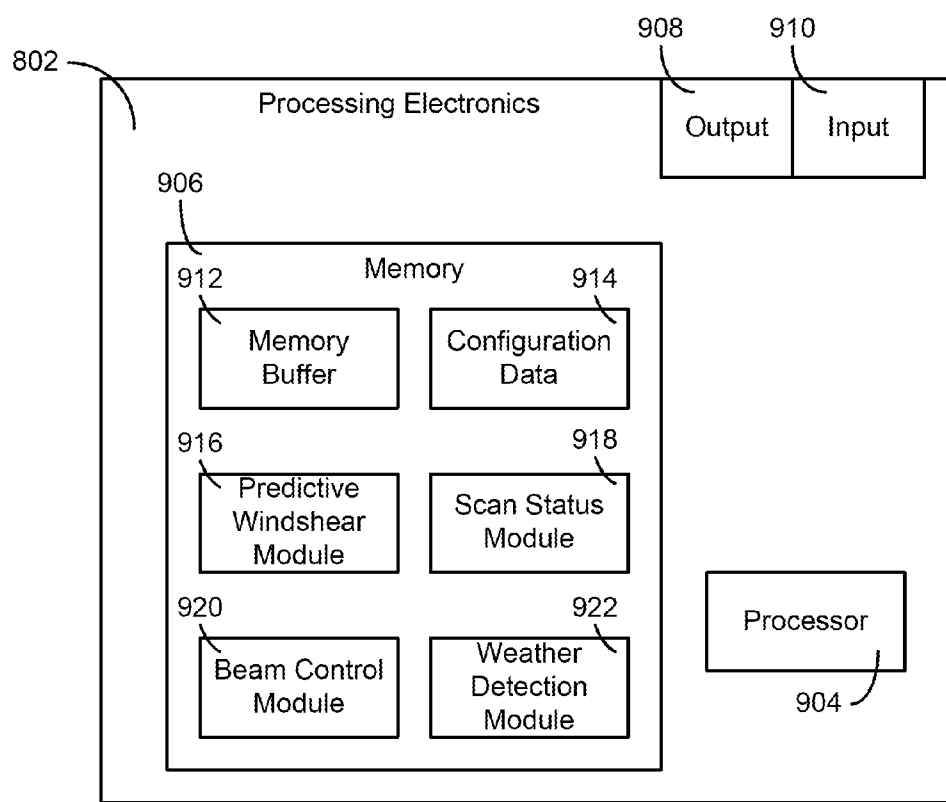 908
910
802
Processing Electronics
Output
Input
906
Memory
912
914
Memory
Buffer
Configuration
Data
916
918
Predictive
Windshear
Module
Scan Status
Module
920
922
Beam Control
Module
Weather
Detection
Module
Processor
904